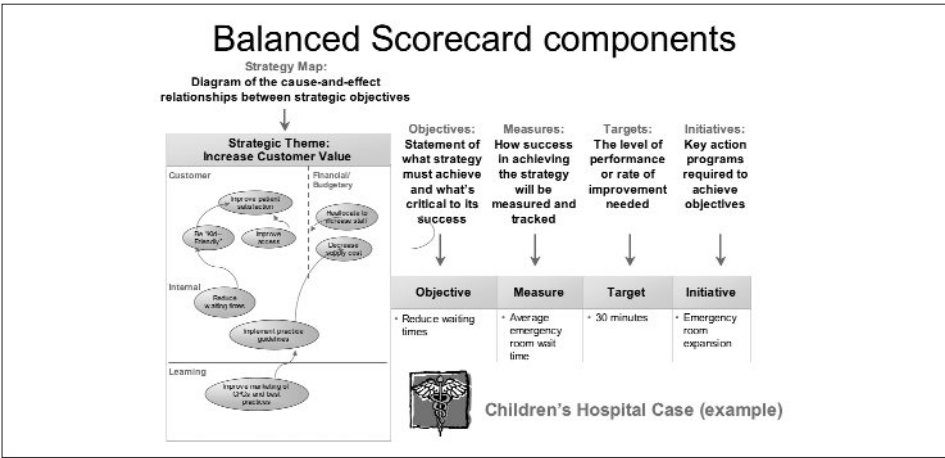 Balanced Scorecard components
Strategy Map:
Diagram of the cause-and-effect
relationships between strategic objectives
Strategic Theme:
Increase Customer Value
Customer
Financial/
Budgetary
Improve patient
satisfaction
Be "Kid-
Friendly"
Improve
access
Reallocate to
increase staff
Decrease
supply cost
Internal
Reduce
waiting times
Implement practice
guidelines
Learning
Improve marketing of
and best
practices
Objectives:
Statement of
what strategy
must achieve
and what's
critical to its
success
Measures:
How success
in achieving
the strategy
will be
measured and
tracked
Targets:
The level of
performance
or rate of
improvement
needed
Initiatives:
Key action
programs
required to
achieve
objectives
Objective
Measure
Target
Initiative
• Reduce waiting
times
• Average
emergency
room wait
time
• 30 minutes
• Emergency
room
expansion
Children's Hospital Case (example)